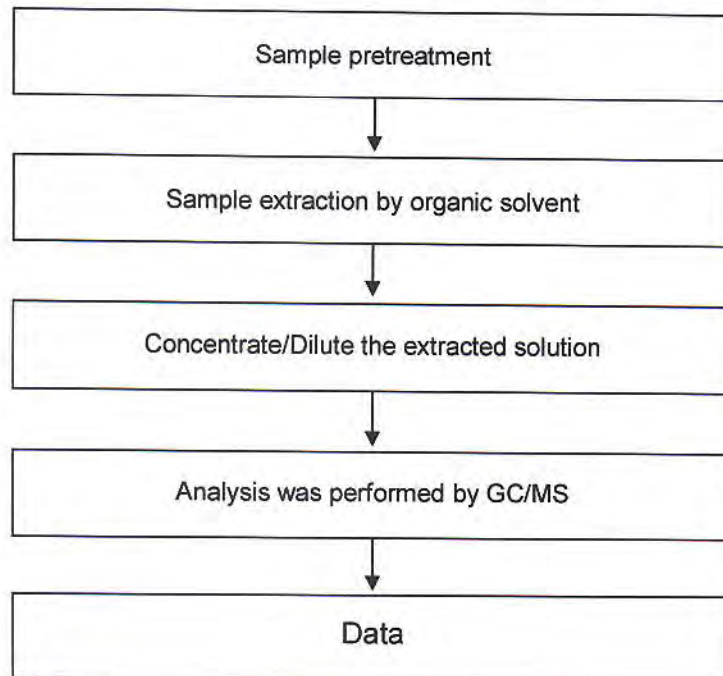 Sample pretreatment
Sample extraction by organic solvent
Concentrate/Dilute the extracted solution
Analysis was performed by GC/MS
Data